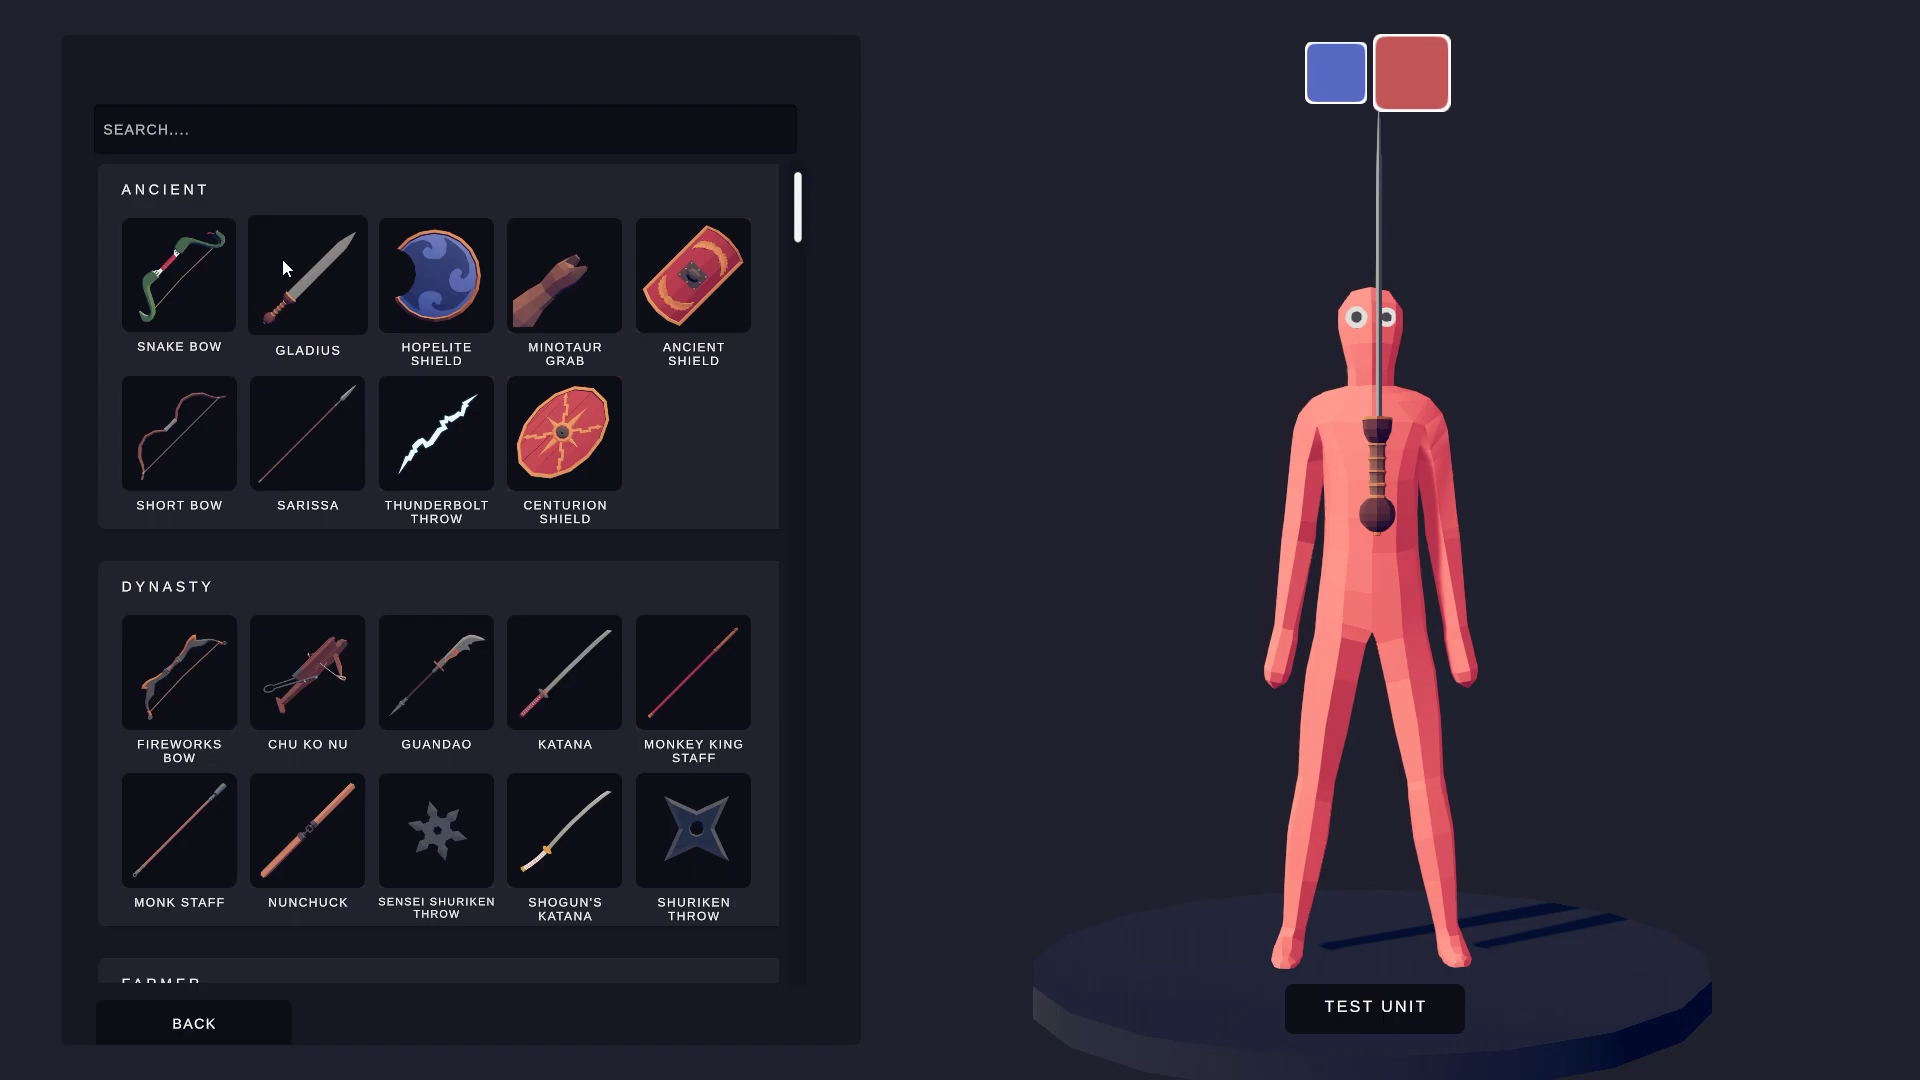 SEARCH....
ANCIENT
SNAKE BOW
GLADIUS
HOPELITE
SHIELD
MINOTAUR
GRAB
ANCIENT
SHIELD
SHORT BOW
SARISSA
THUNDERBOLT
THROW
CENTURION
SHIELD
DYNASTY
FIREWORKS
BOW
CHU KO NU
GUANDAO
KATANA
MONKEY KING
STAFF
MONK STAFF
NUNCHUCK
SENSEI SHURIKEN
THROW
SHOGUN'S
KATANA
SHURIKEN
THROW
FARMER
BACK
TEST UNIT